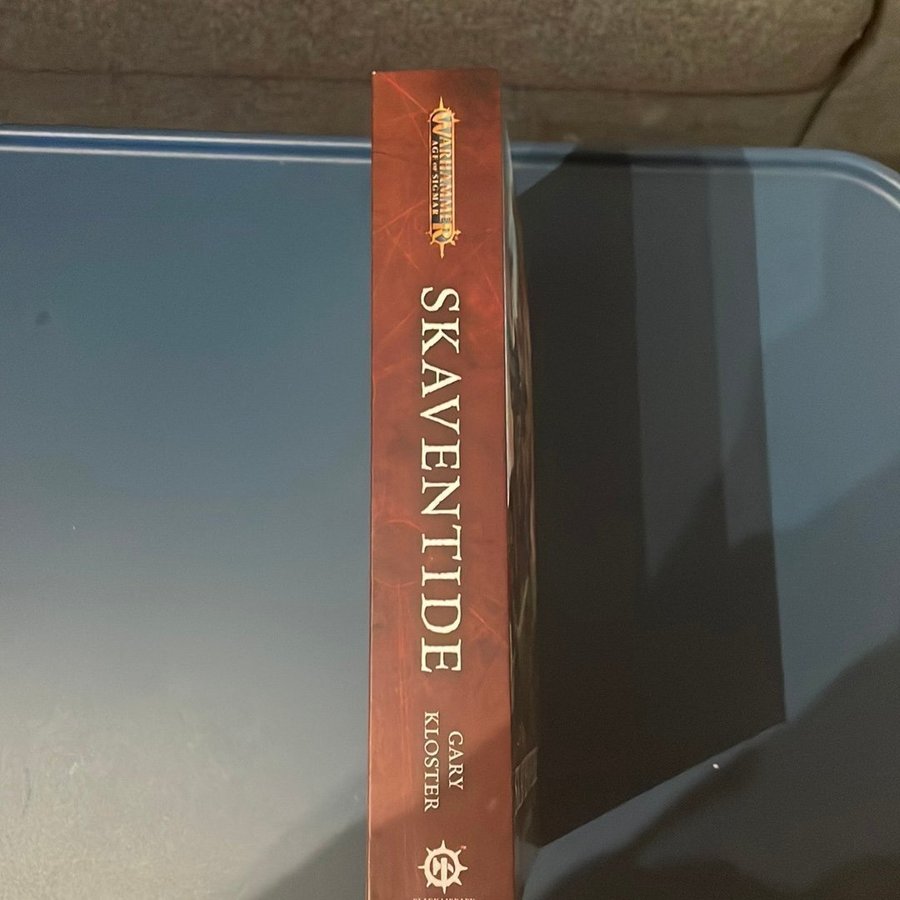 WARHAMMER
AGE OF SIGMAR
SKAVENTIDE
GARY
KLOSTER